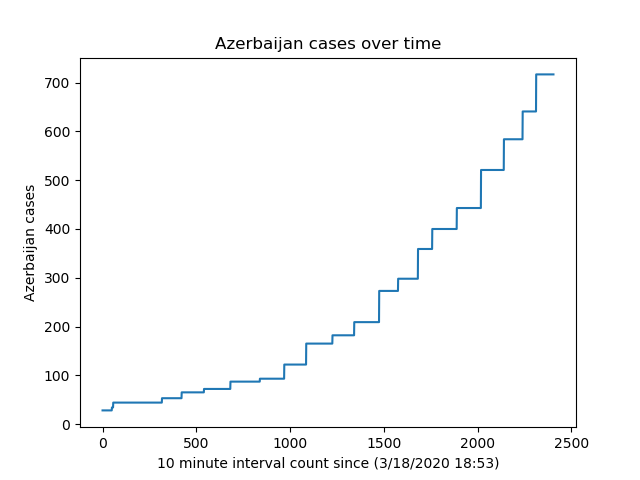 Azerbaijan cases over time
Azerbaijan cases
700
600
500
400
300
200
100
0
0 500 1000 1500 2000 2500
10 minute interval count since (3/18/2020 18:53)